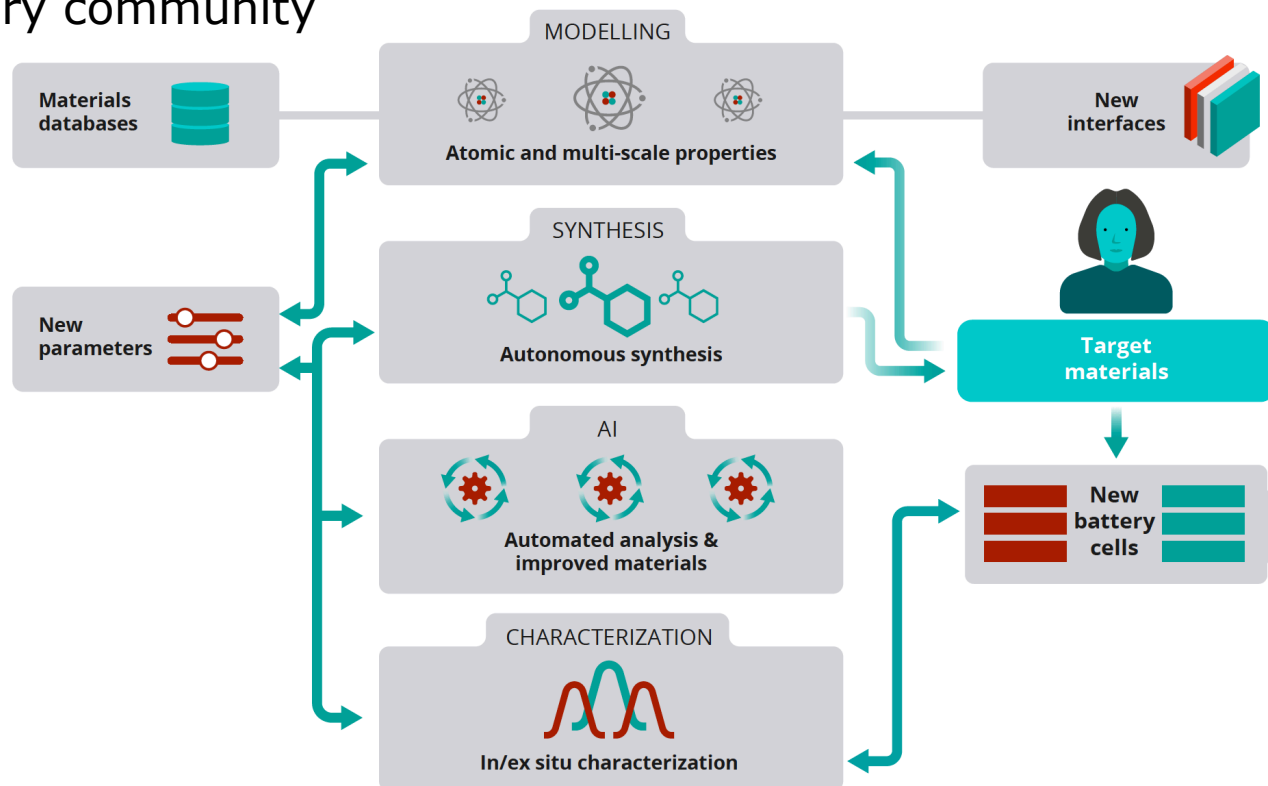 ry community
MODELLING
Materials
databases
Atomic and multi-scale properties
New
interfaces
SYNTHESIS
Autonomous synthesis
New
parameters
Target
materials
AI
Automated analysis &
improved materials
New
battery
cells
CHARACTERIZATION
In/ex situ characterization